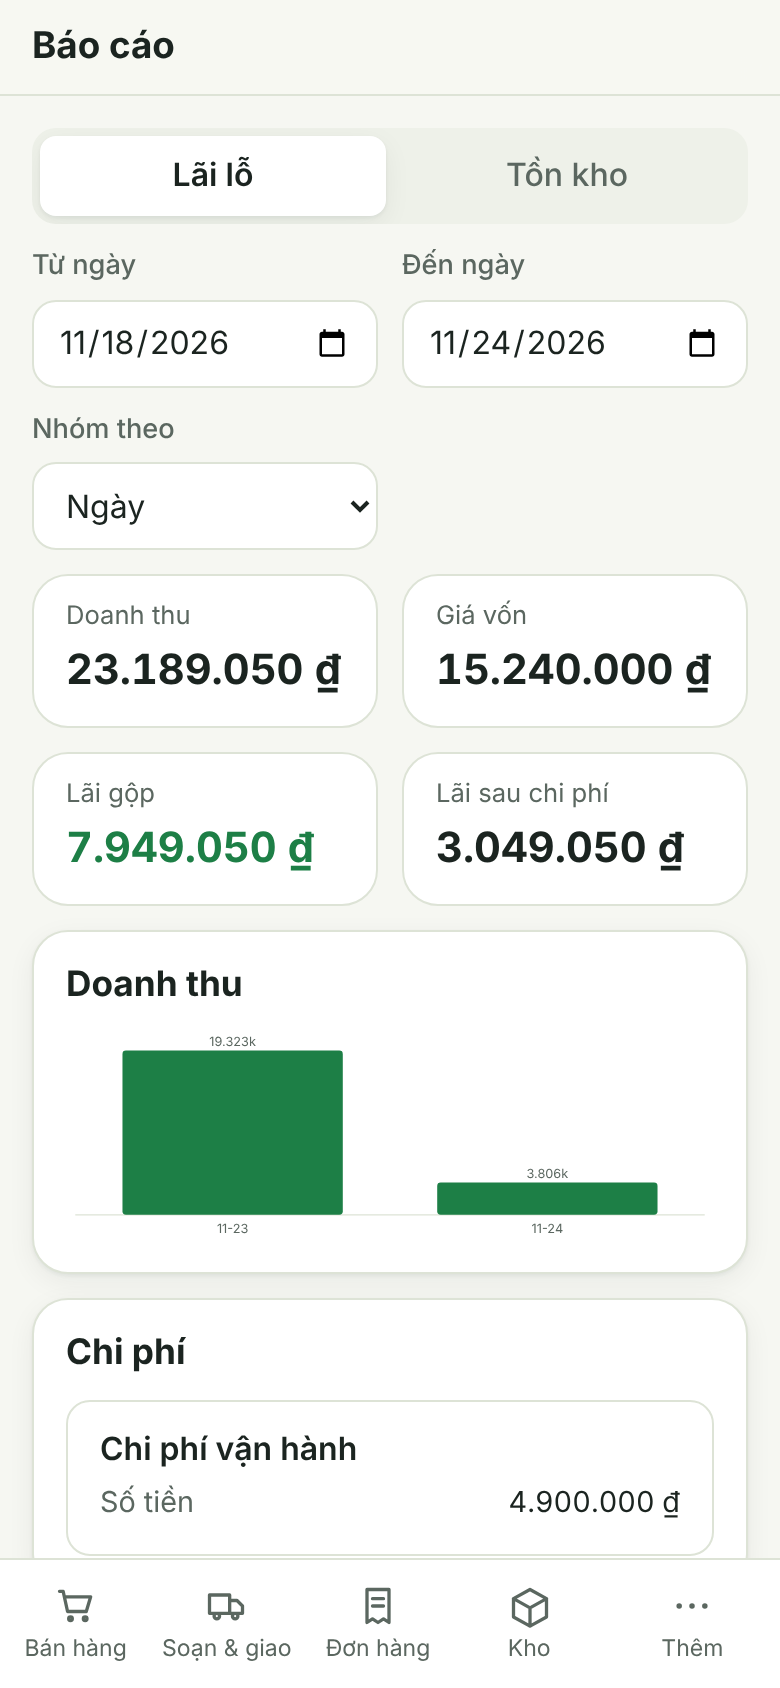 Báo cáo
Lãi lỗ
Tồn kho
Từ ngày
Đến ngày
11/18/2026
11/24/2026
Nhóm theo
Ngày
Doanh thu
Giá vốn
23.189.050 ₫
15.240.000 ₫
Lãi gộp
Lãi sau chi phí
7.949.050 ₫
3.049.050 ₫
Doanh thu
19.323k
3.806k
11-23
11-24
Chi phí
Chi phí vận hành
Số tiền
4.900.000 ₫
Bán hàng
Soạn & giao
Đơn hàng
Kho
Thêm